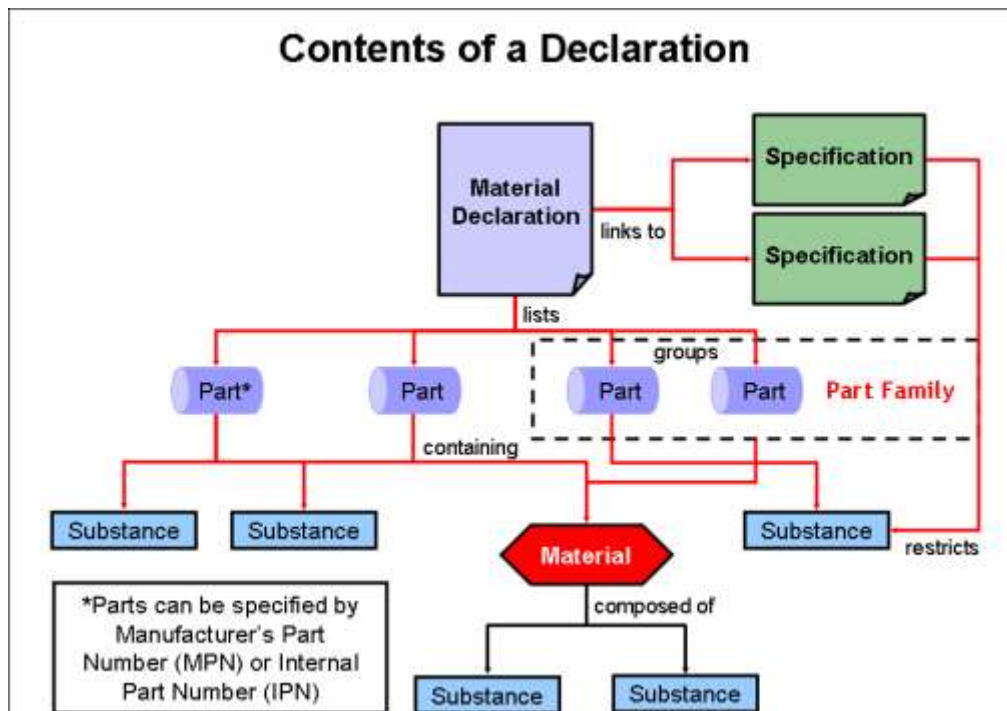 Contents of a Declaration
Material
Declaration
Specification
links to
Specification
lists
groups
Part*
Part
Part
Part
Part Family
containing
Substance
Substance
Material
Substance
restricts
composed of
*Parts can be specified by
Manufacturer's Part
Number (MPN) or Internal
Part Number (IPN)
Substance
Substance